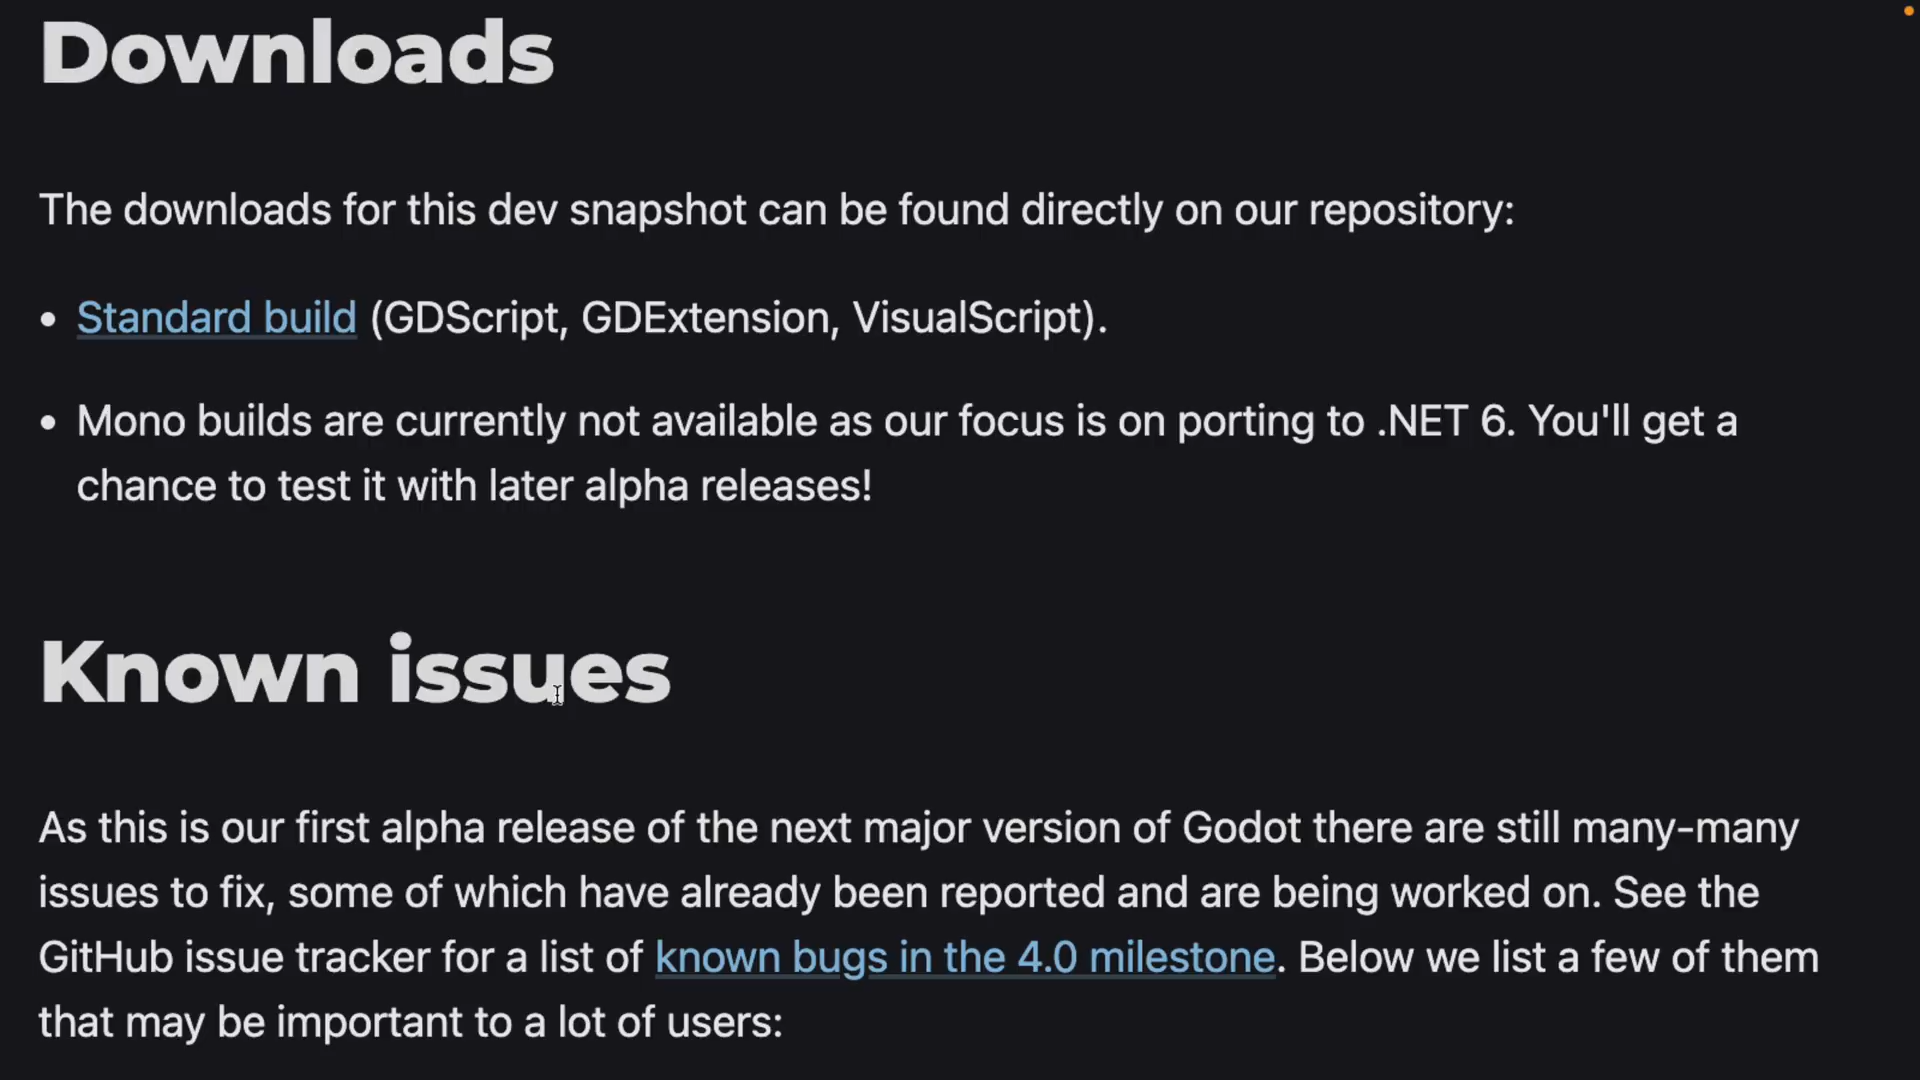 Downloads
The downloads for this dev snapshot can be found directly on our repository:
• Standard build (GDScript, GDExtension, VisualScript).
• Mono builds are currently not available as our focus is on porting to .NET 6. You'll get a
chance to test it with later alpha releases!
Known issues
As this is our first alpha release of the next major version of Godot there are still many-many
issues to fix, some of which have already been reported and are being worked on. See the
GitHub issue tracker for a list of known bugs in the 4.0 milestone. Below we list a few of them
that may be important to a lot of users: